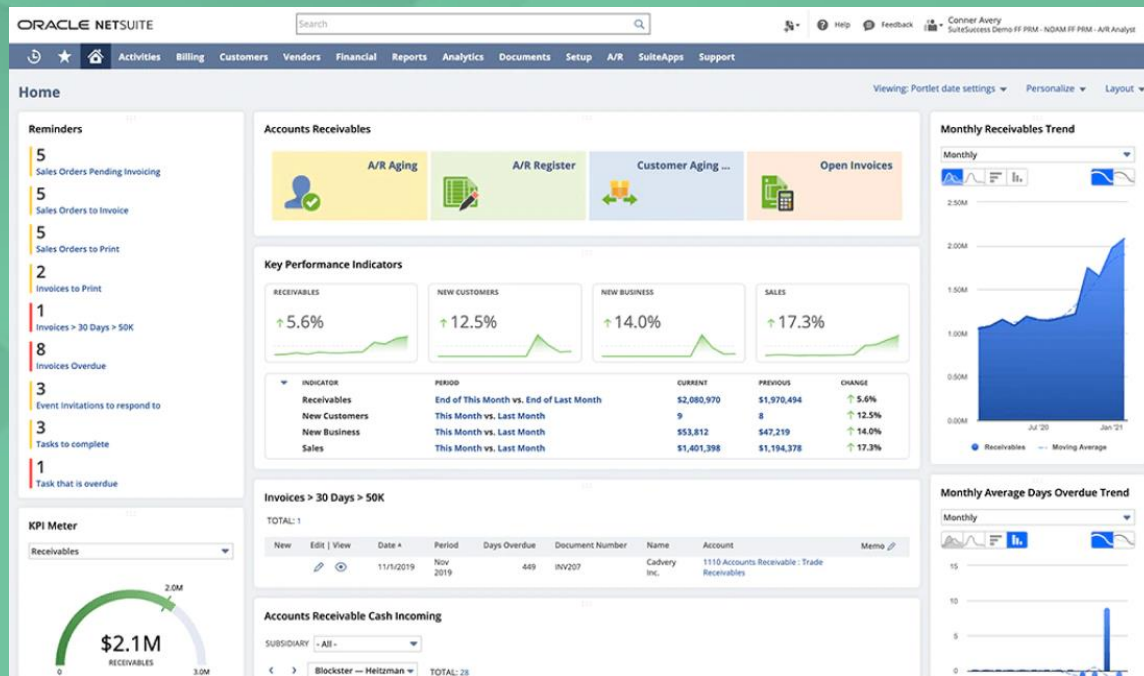 ORACLE NETSUITE
Search
Help
Feedback
Conner Avery
SuiteSuccess Demo FF PRM - NOAM FF PRM - A/R Analyst
Activities Billing Customers Vendors Financial Reports Analytics Documents Setup A/R SuiteApps Support
Home
Viewing: Portlet date settings
Personalize
Layout
Reminders
5
Sales Orders Pending Invoicing
5
Sales Orders to Invoice
5
Sales Orders to Print
2
Invoices to Print
1
Invoices > 30 Days > 50K
8
Invoices Overdue
3
Event Invitations to respond to
3
Tasks to complete
1
Task that is overdue
KPI Meter
Receivables
2.0M
$2.1M
RECEIVABLES
0
3.0M
Accounts Receivables
A/R Aging
A/R Register
Customer Aging ...
Open Invoices
Key Performance Indicators
RECEIVABLES
5.6%
NEW CUSTOMERS
12.5%
NEW BUSINESS
14.0%
SALES
17.3%
INDICATOR PERIOD CURRENT PREVIOUS CHANGE
Receivables End of This Month vs. End of Last Month $2,080,970 $1,970,494 5.6%
New Customers This Month vs. Last Month 9 8 12.5%
New Business This Month vs. Last Month $53,812 $47,219 14.0%
Sales This Month vs. Last Month $1,401,398 $1,194,378 17.3%
Invoices > 30 Days > 50K
TOTAL: 1
New Edit | View Date Period Days Overdue Document Number Name Account Memo
11/1/2019 Nov 2019 449 INV207 Cadvery Inc. 1110 Accounts Receivable : Trade Receivables
Accounts Receivable Cash Incoming
SUBSIDIARY - All -
Blockster — Heitzman TOTAL: 28
Monthly Receivables Trend
Monthly
2.50M
2.00M
1.50M
1.00M
0.50M
0.00M
Jul '20 Jan '21
Receivables Moving Average
Monthly Average Days Overdue Trend
Monthly
15
10
5
0